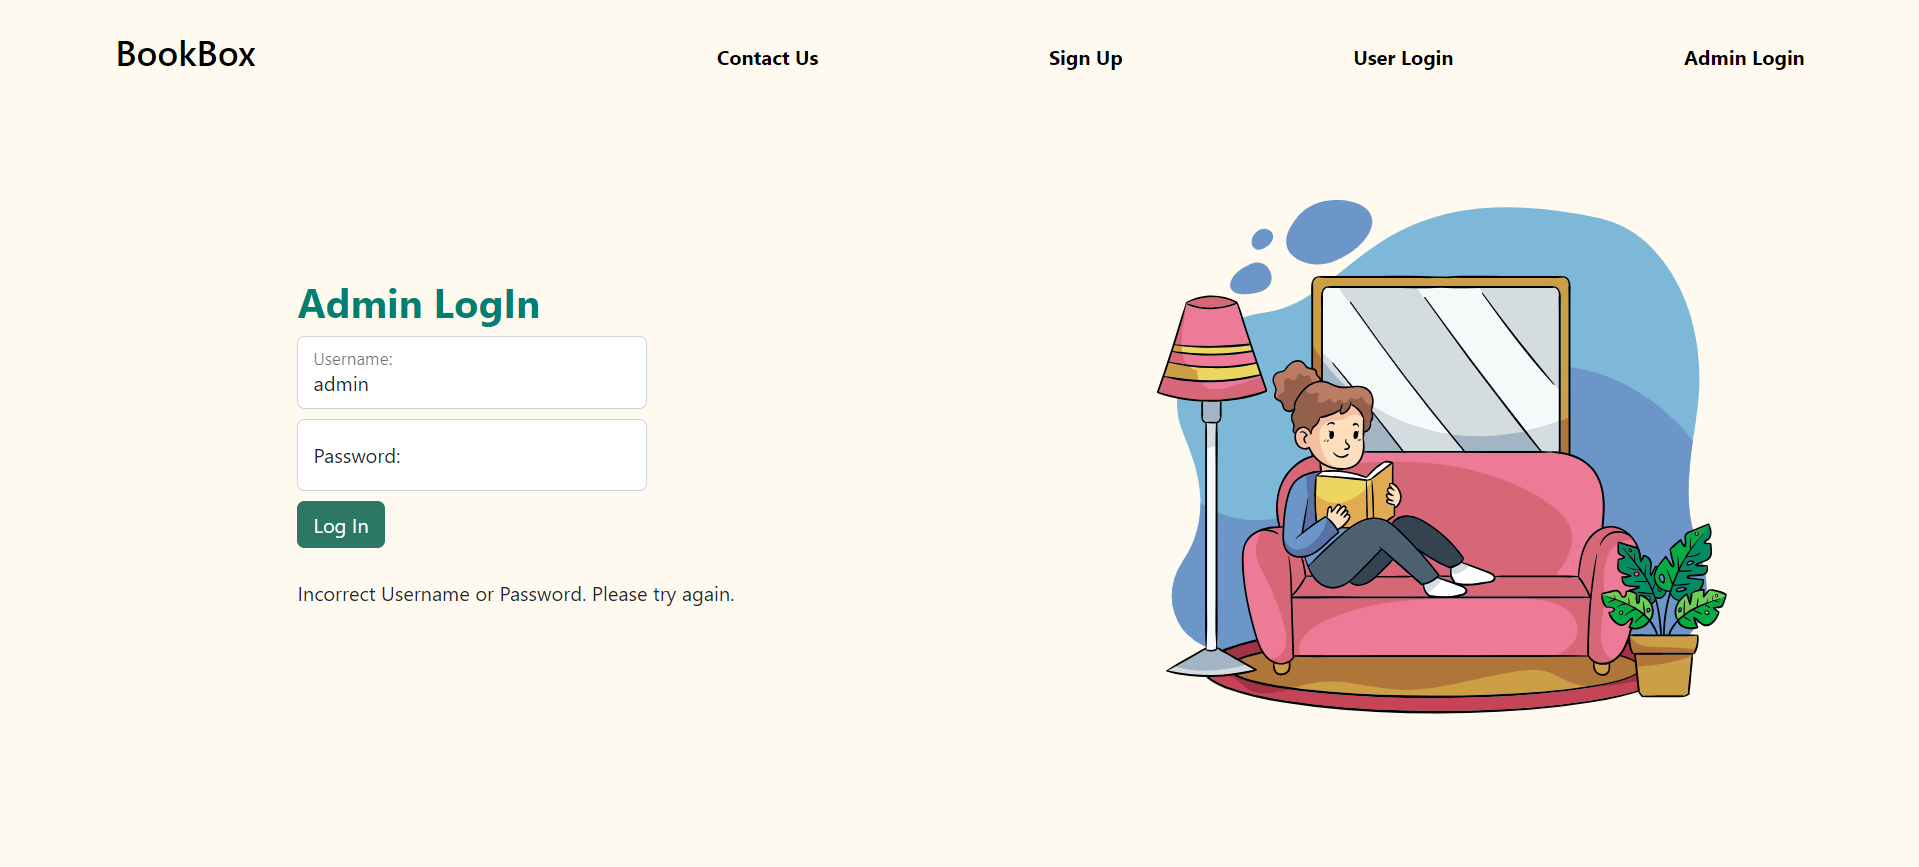 BookBox
Contact Us
Sign Up
User Login
Admin Login
Admin LogIn
Username:
admin
Password:
Log In
Incorrect Username or Password. Please try again.